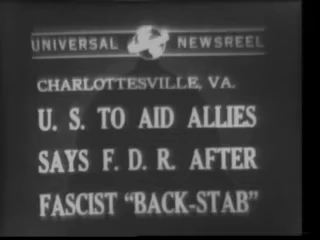 UNIVERSAL NEWSREEL
CHARLOTTESVILLE, VA.
U. S. TO AID ALLIES
SAYS F. D. R. AFTER
FASCIST "BACK-STAB"